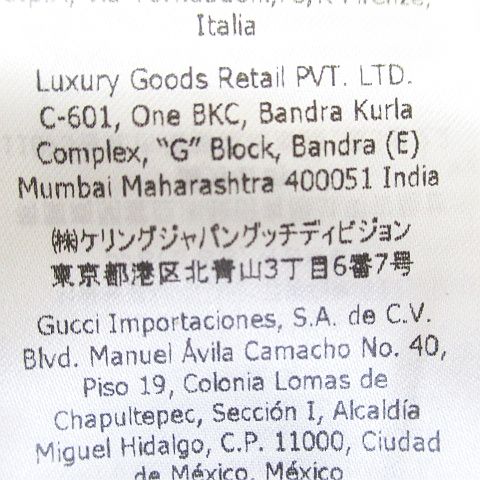 Italia
Luxury Goods Retail PVT. LTD.
C-601, One BKC, Bandra Kurla
Complex, “G” Block, Bandra (E)
Mumbai Maharashtra 400051 India
㈱ケリングジャパングッチディビジョン
東京都港区北青山3丁目6番7号
Gucci Importaciones, S.A. de C.V.
Blvd. Manuel Ávila Camacho No. 40,
Piso 19, Colonia Lomas de
Chapultepec, Sección I, Alcaldía
Miguel Hidalgo, C.P. 11000, Ciudad
de México, México